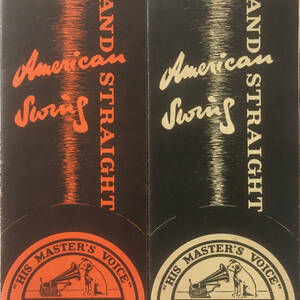 American
Swing
AND STRAIGHT
"HIS MASTER'S VOICE"
American
Swing
AND STRAIGHT
"HIS MASTER'S VOICE"